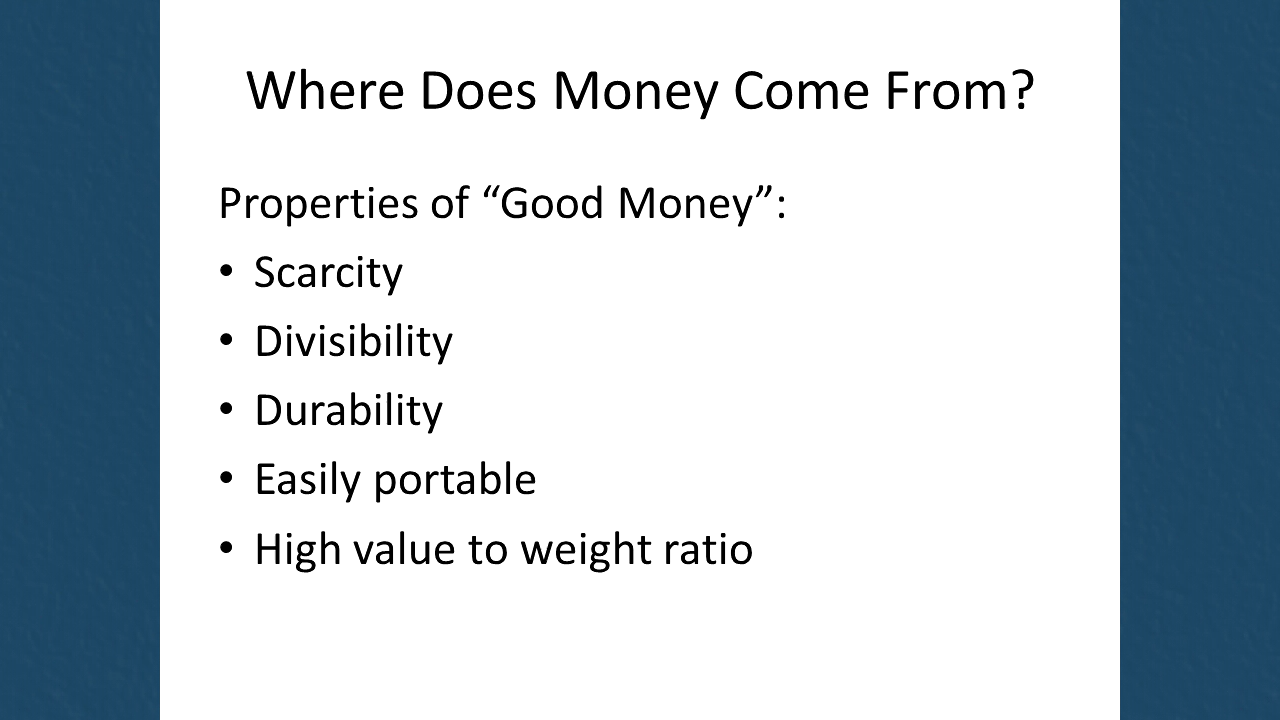 Where Does Money Come From?
Properties of “Good Money”:
• Scarcity
• Divisibility
• Durability
• Easily portable
• High value to weight ratio